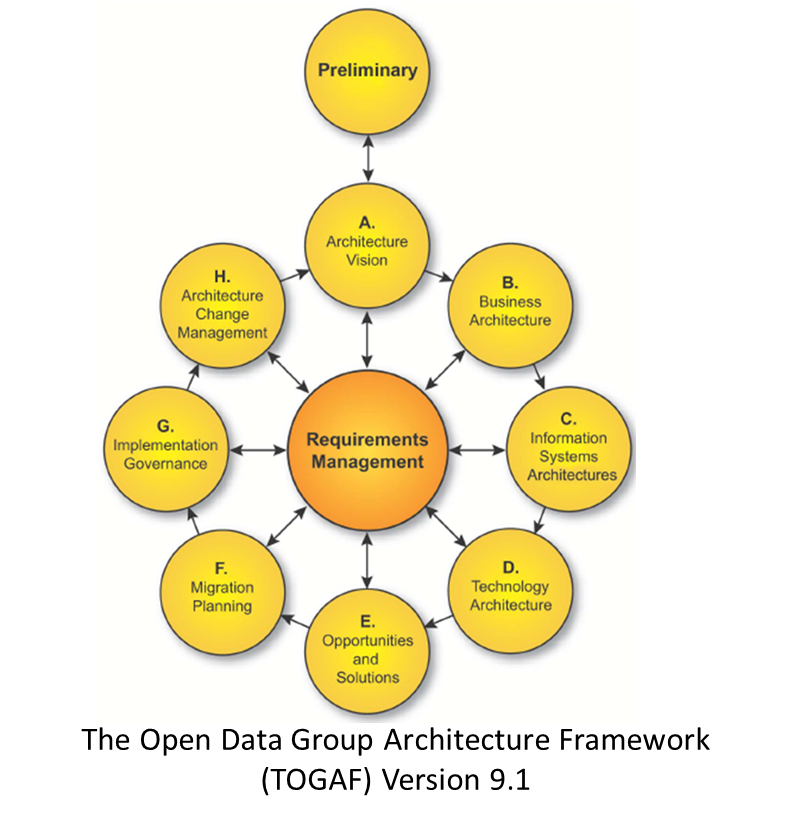 Preliminary
A.
Architecture
Vision
B.
Business
Architecture
C.
Information
Systems
Architectures
D.
Technology
Architecture
E.
Opportunities
and
Solutions
F.
Migration
Planning
G.
Implementation
Governance
H.
Architecture
Change
Management
Requirements
Management
The Open Data Group Architecture Framework
(TOGAF) Version 9.1